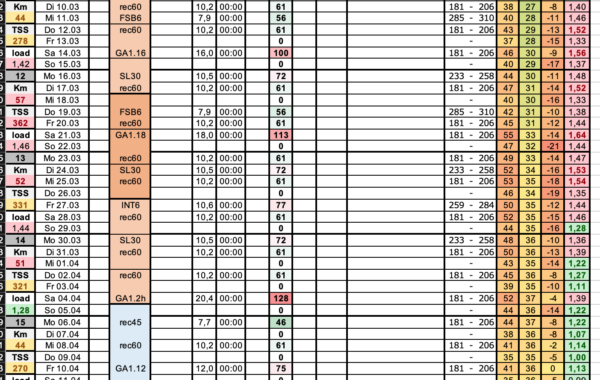 Km Di 10.03 rec60 10,2 00:00 61 181 - 206 38 27 -8 1,40
44 Mi 11.03 FSB6 7,9 00:00 56 285 - 310 40 28 -11 1,46
TSS Do 12.03 rec60 10,2 00:00 61 181 - 206 43 29 -13 1,52
278 Fr 13.03 0 - 37 28 -15 1,33
load Sa 14.03 GA1.16 16,0 00:00 100 181 - 206 46 30 -9 1,56
1,42 So 15.03 0 - 40 29 -17 1,37
12 Mo 16.03 SL30 10,5 00:00 72 233 - 258 44 30 -11 1,48
Km Di 17.03 rec60 10,2 00:00 61 181 - 206 47 31 -14 1,52
57 Mi 18.03 0 - 40 30 -16 1,33
TSS Do 19.03 FSB6 7,9 00:00 56 285 - 310 42 31 -10 1,38
362 Fr 20.03 rec60 10,2 00:00 61 181 - 206 45 31 -12 1,44
load Sa 21.03 GA1.18 18,0 00:00 113 181 - 206 55 33 -14 1,64
1,46 So 22.03 0 - 47 32 -21 1,44
13 Mo 23.03 rec60 10,2 00:00 61 181 - 206 49 33 -14 1,47
Km Di 24.03 SL30 10,5 00:00 72 233 - 258 52 34 -16 1,53
52 Mi 25.03 rec60 10,2 00:00 61 181 - 206 53 35 -18 1,54
TSS Do 26.03 0 - 46 34 -19 1,35
331 Fr 27.03 INT6 10,6 00:00 77 259 - 284 50 35 -12 1,44
load Sa 28.03 rec60 10,2 00:00 61 181 - 206 52 35 -15 1,46
1,44 So 29.03 0 - 44 35 -16 1,28
14 Mo 30.03 SL30 10,5 00:00 72 233 - 258 48 36 -10 1,36
Km Di 31.03 rec60 10,2 00:00 61 181 - 206 50 36 -13 1,39
51 Mi 01.04 0 - 43 35 -14 1,22
TSS Do 02.04 rec60 10,2 00:00 61 181 - 206 45 36 -8 1,27
321 Fr 03.04 0 - 39 35 -10 1,11
load Sa 04.04 GA1.2h 20,4 00:00 128 181 - 206 52 37 -4 1,39
1,28 So 05.04 0 - 44 36 -14 1,22
15 Mo 06.04 rec45 7,7 00:00 46 181 - 206 44 37 -8 1,22
Km Di 07.04 0 - 38 36 -8 1,07
44 Mi 08.04 rec60 10,2 00:00 61 181 - 206 41 36 -2 1,14
TSS Do 09.04 0 - 35 35 -5 1,00
270 Fr 10.04 GA1.12 12,0 00:00 75 181 - 206 41 36 0 1,13